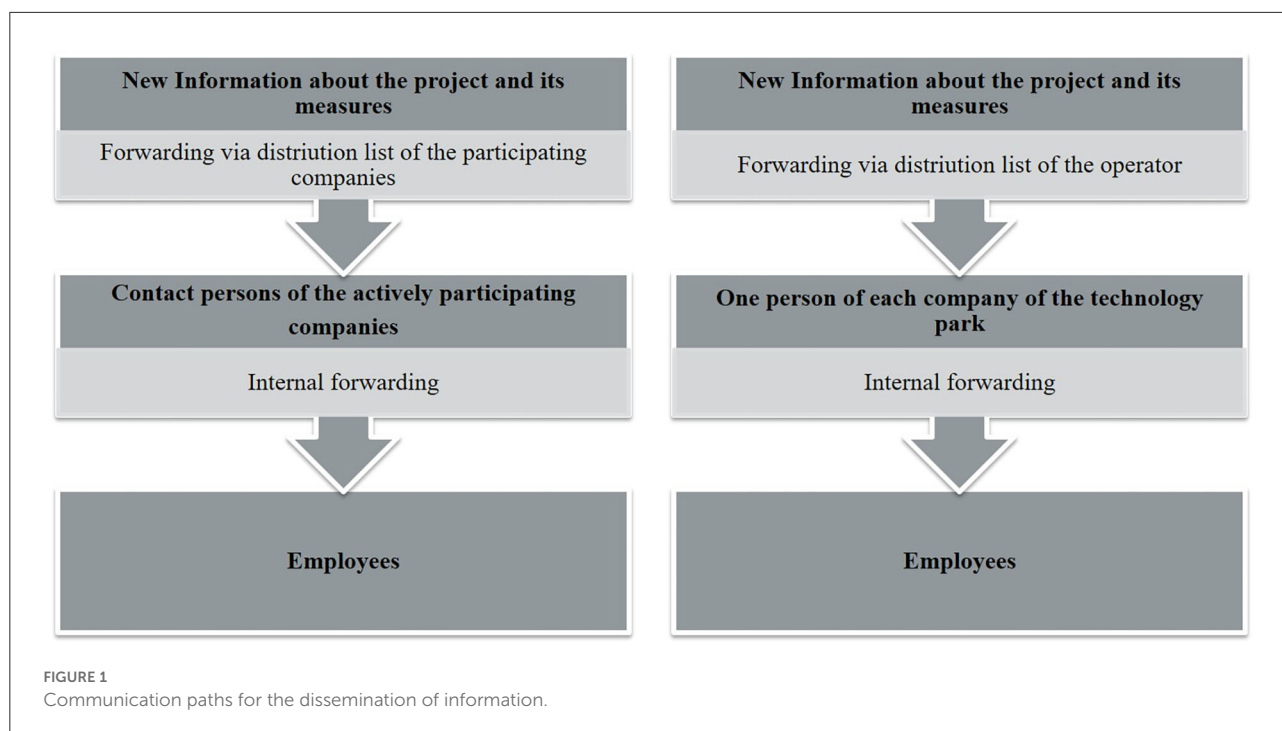 New Information about the project and its
measures
Forwarding via distriution list of the participating
companies
Contact persons of the actively participating
companies
Internal forwarding
Employees
New Information about the project and its
measures
Forwarding via distriution list of the operator
One person of each company of the technology
park
Internal forwarding
Employees
FIGURE 1
Communication paths for the dissemination of information.